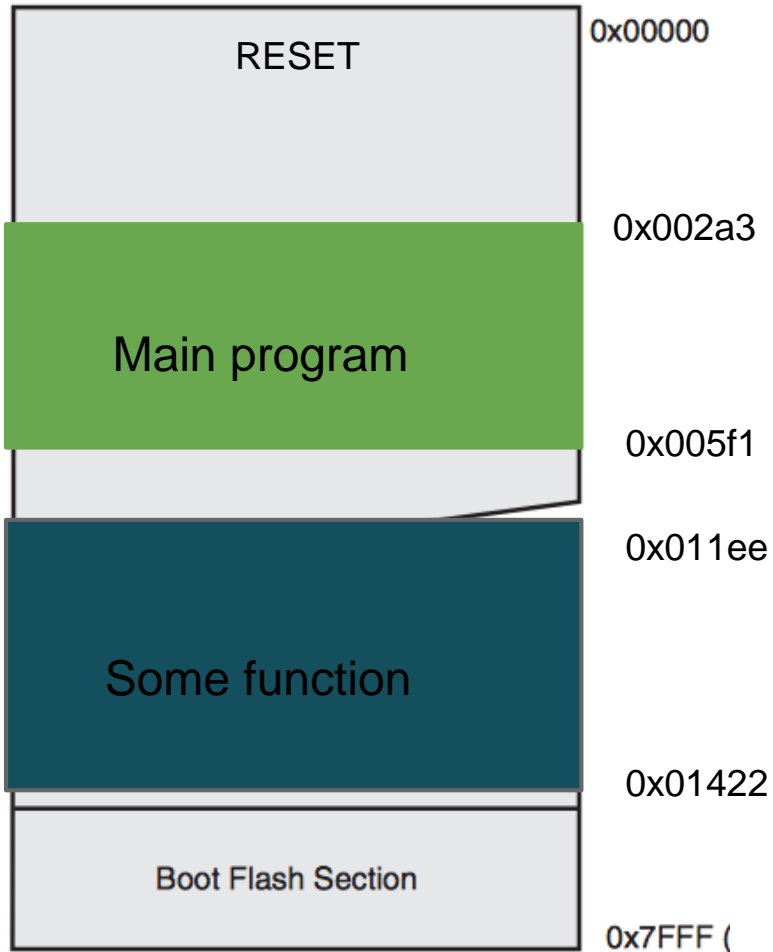 0x00000
RESET
0x002a3
Main program
0x005f1
0x011ee
Some function
0x01422
Boot Flash Section
0x7FFF (